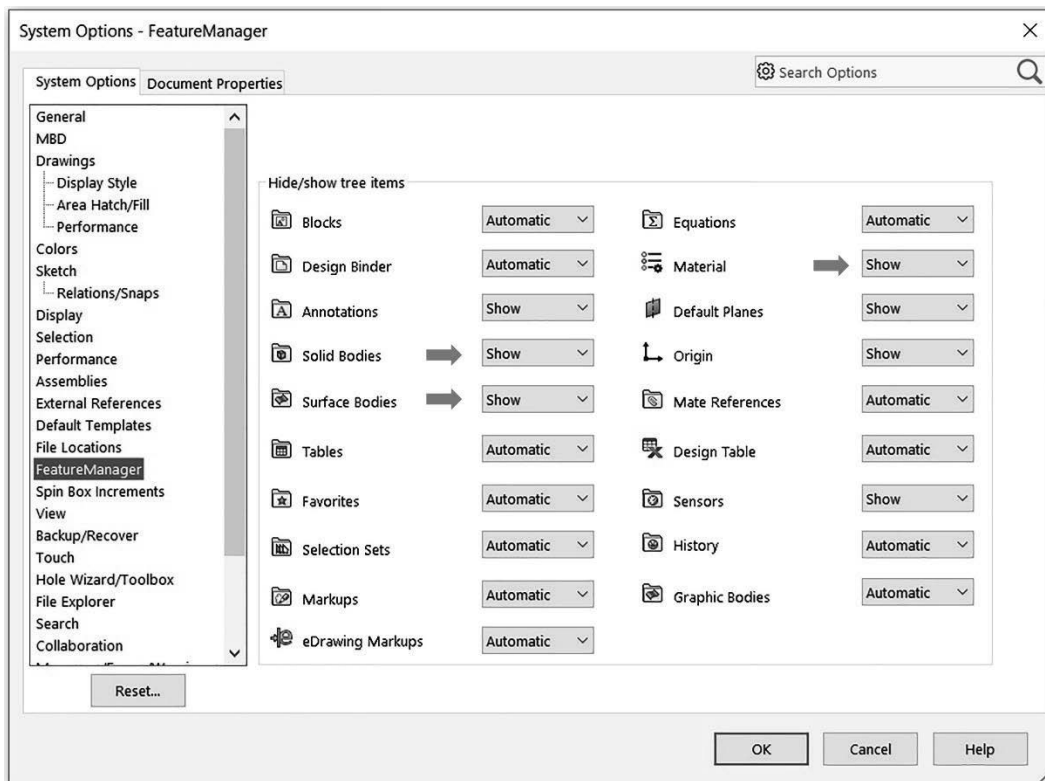 System Options - FeatureManager
System Options
Document Properties
Search Options
General
MBD
Drawings
Display Style
Area Hatch/Fill
Performance
Colors
Sketch
Relations/Snaps
Display
Selection
Performance
Assemblies
External References
Default Templates
File Locations
FeatureManager
Spin Box Increments
View
Backup/Recover
Touch
Hole Wizard/Toolbox
File Explorer
Search
Collaboration
Reset...
Hide/show tree items
Blocks Automatic
Design Binder Automatic
Annotations Show
Solid Bodies Show
Surface Bodies Show
Tables Automatic
Favorites Automatic
Selection Sets Automatic
Markups Automatic
eDrawing Markups Automatic
Equations Automatic
Material Show
Default Planes Show
Origin Show
Mate References Automatic
Design Table Automatic
Sensors Show
History Automatic
Graphic Bodies Automatic
OK
Cancel
Help